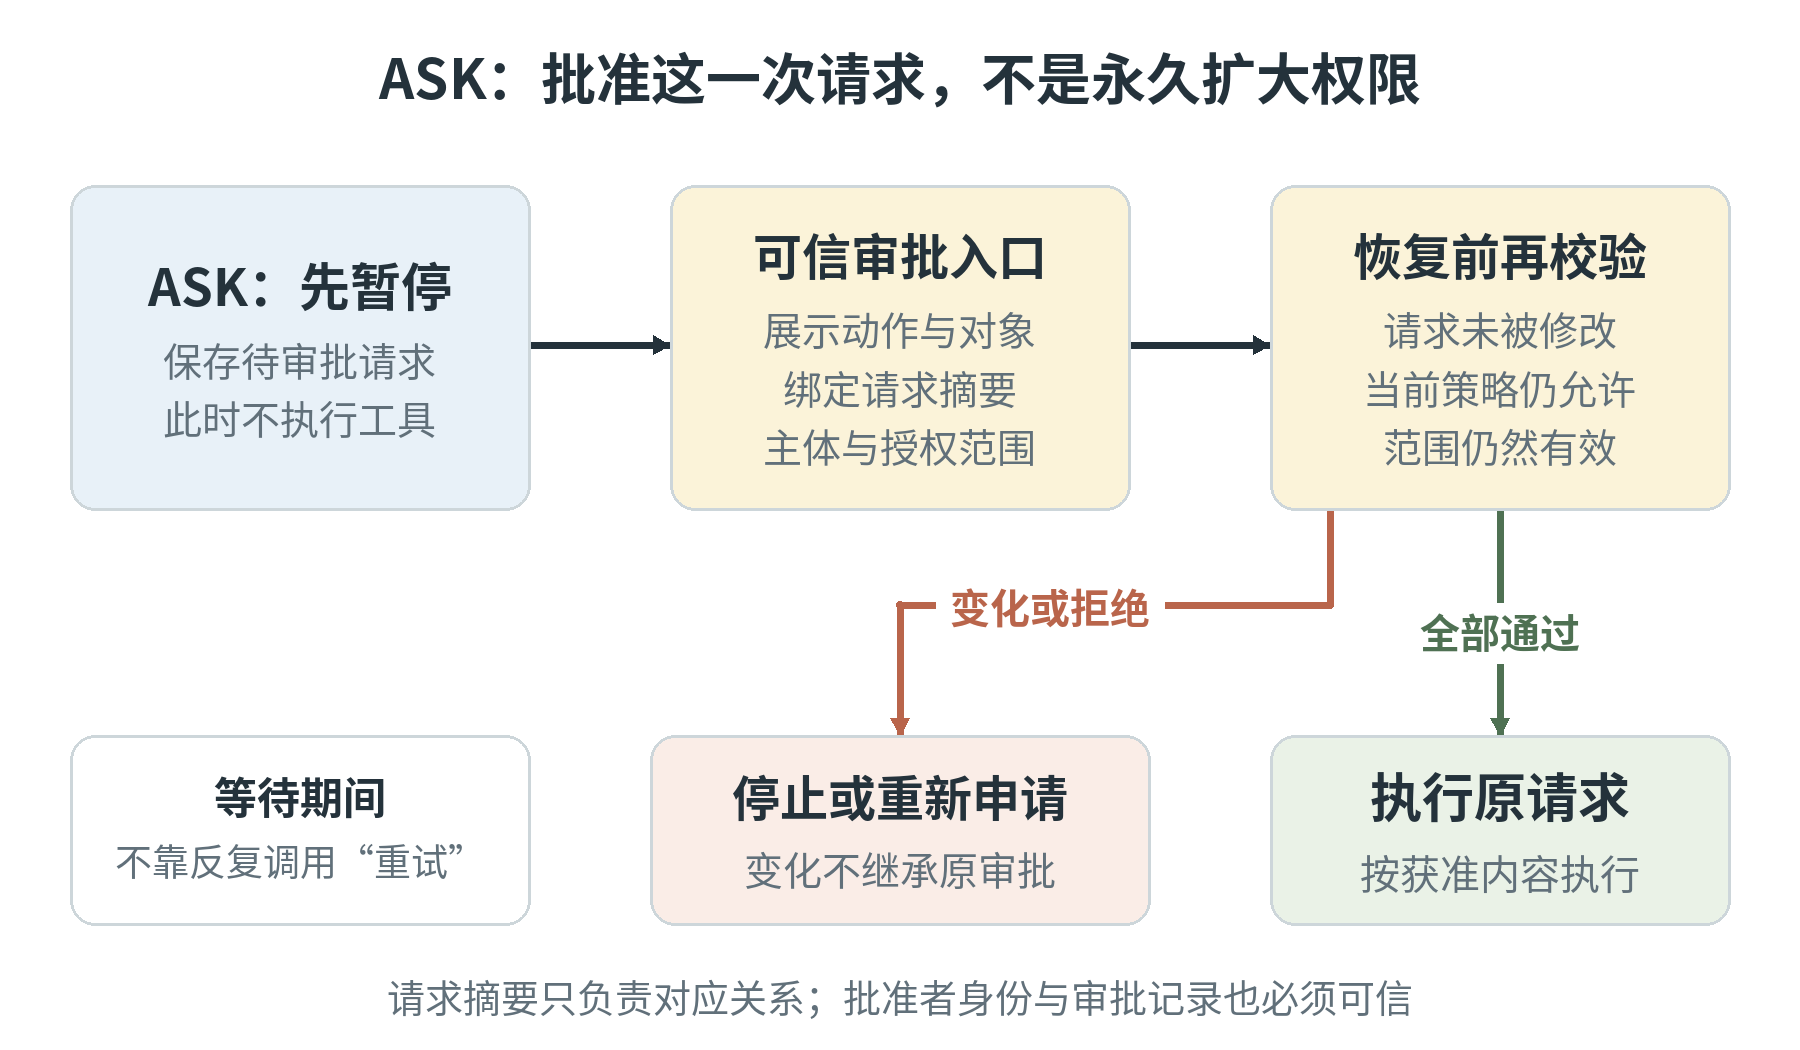 ASK：批准这一次请求，不是永久扩大权限
ASK：先暂停
保存待审批请求
此时不执行工具
可信审批入口
展示动作与对象
绑定请求摘要
主体与授权范围
恢复前再校验
请求未被修改
当前策略仍允许
范围仍然有效
变化或拒绝
全部通过
等待期间
不靠反复调用“重试”
停止或重新申请
变化不继承原审批
执行原请求
按获准内容执行
请求摘要只负责对应关系；批准者身份与审批记录也必须可信